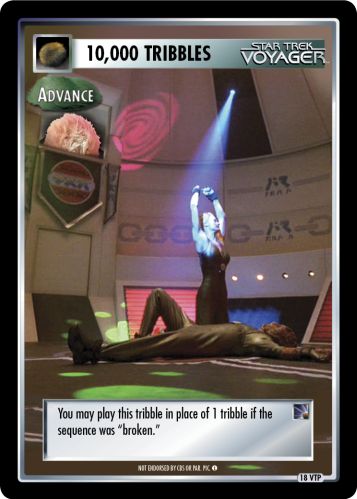 10,000 TRIBBLES
STAR TREK
VOYAGER
ADVANCE
You may play this tribble in place of 1 tribble if the
sequence was “broken.”
NOT ENDORSED BY CBS OR PAR. PIC.
18 VTP